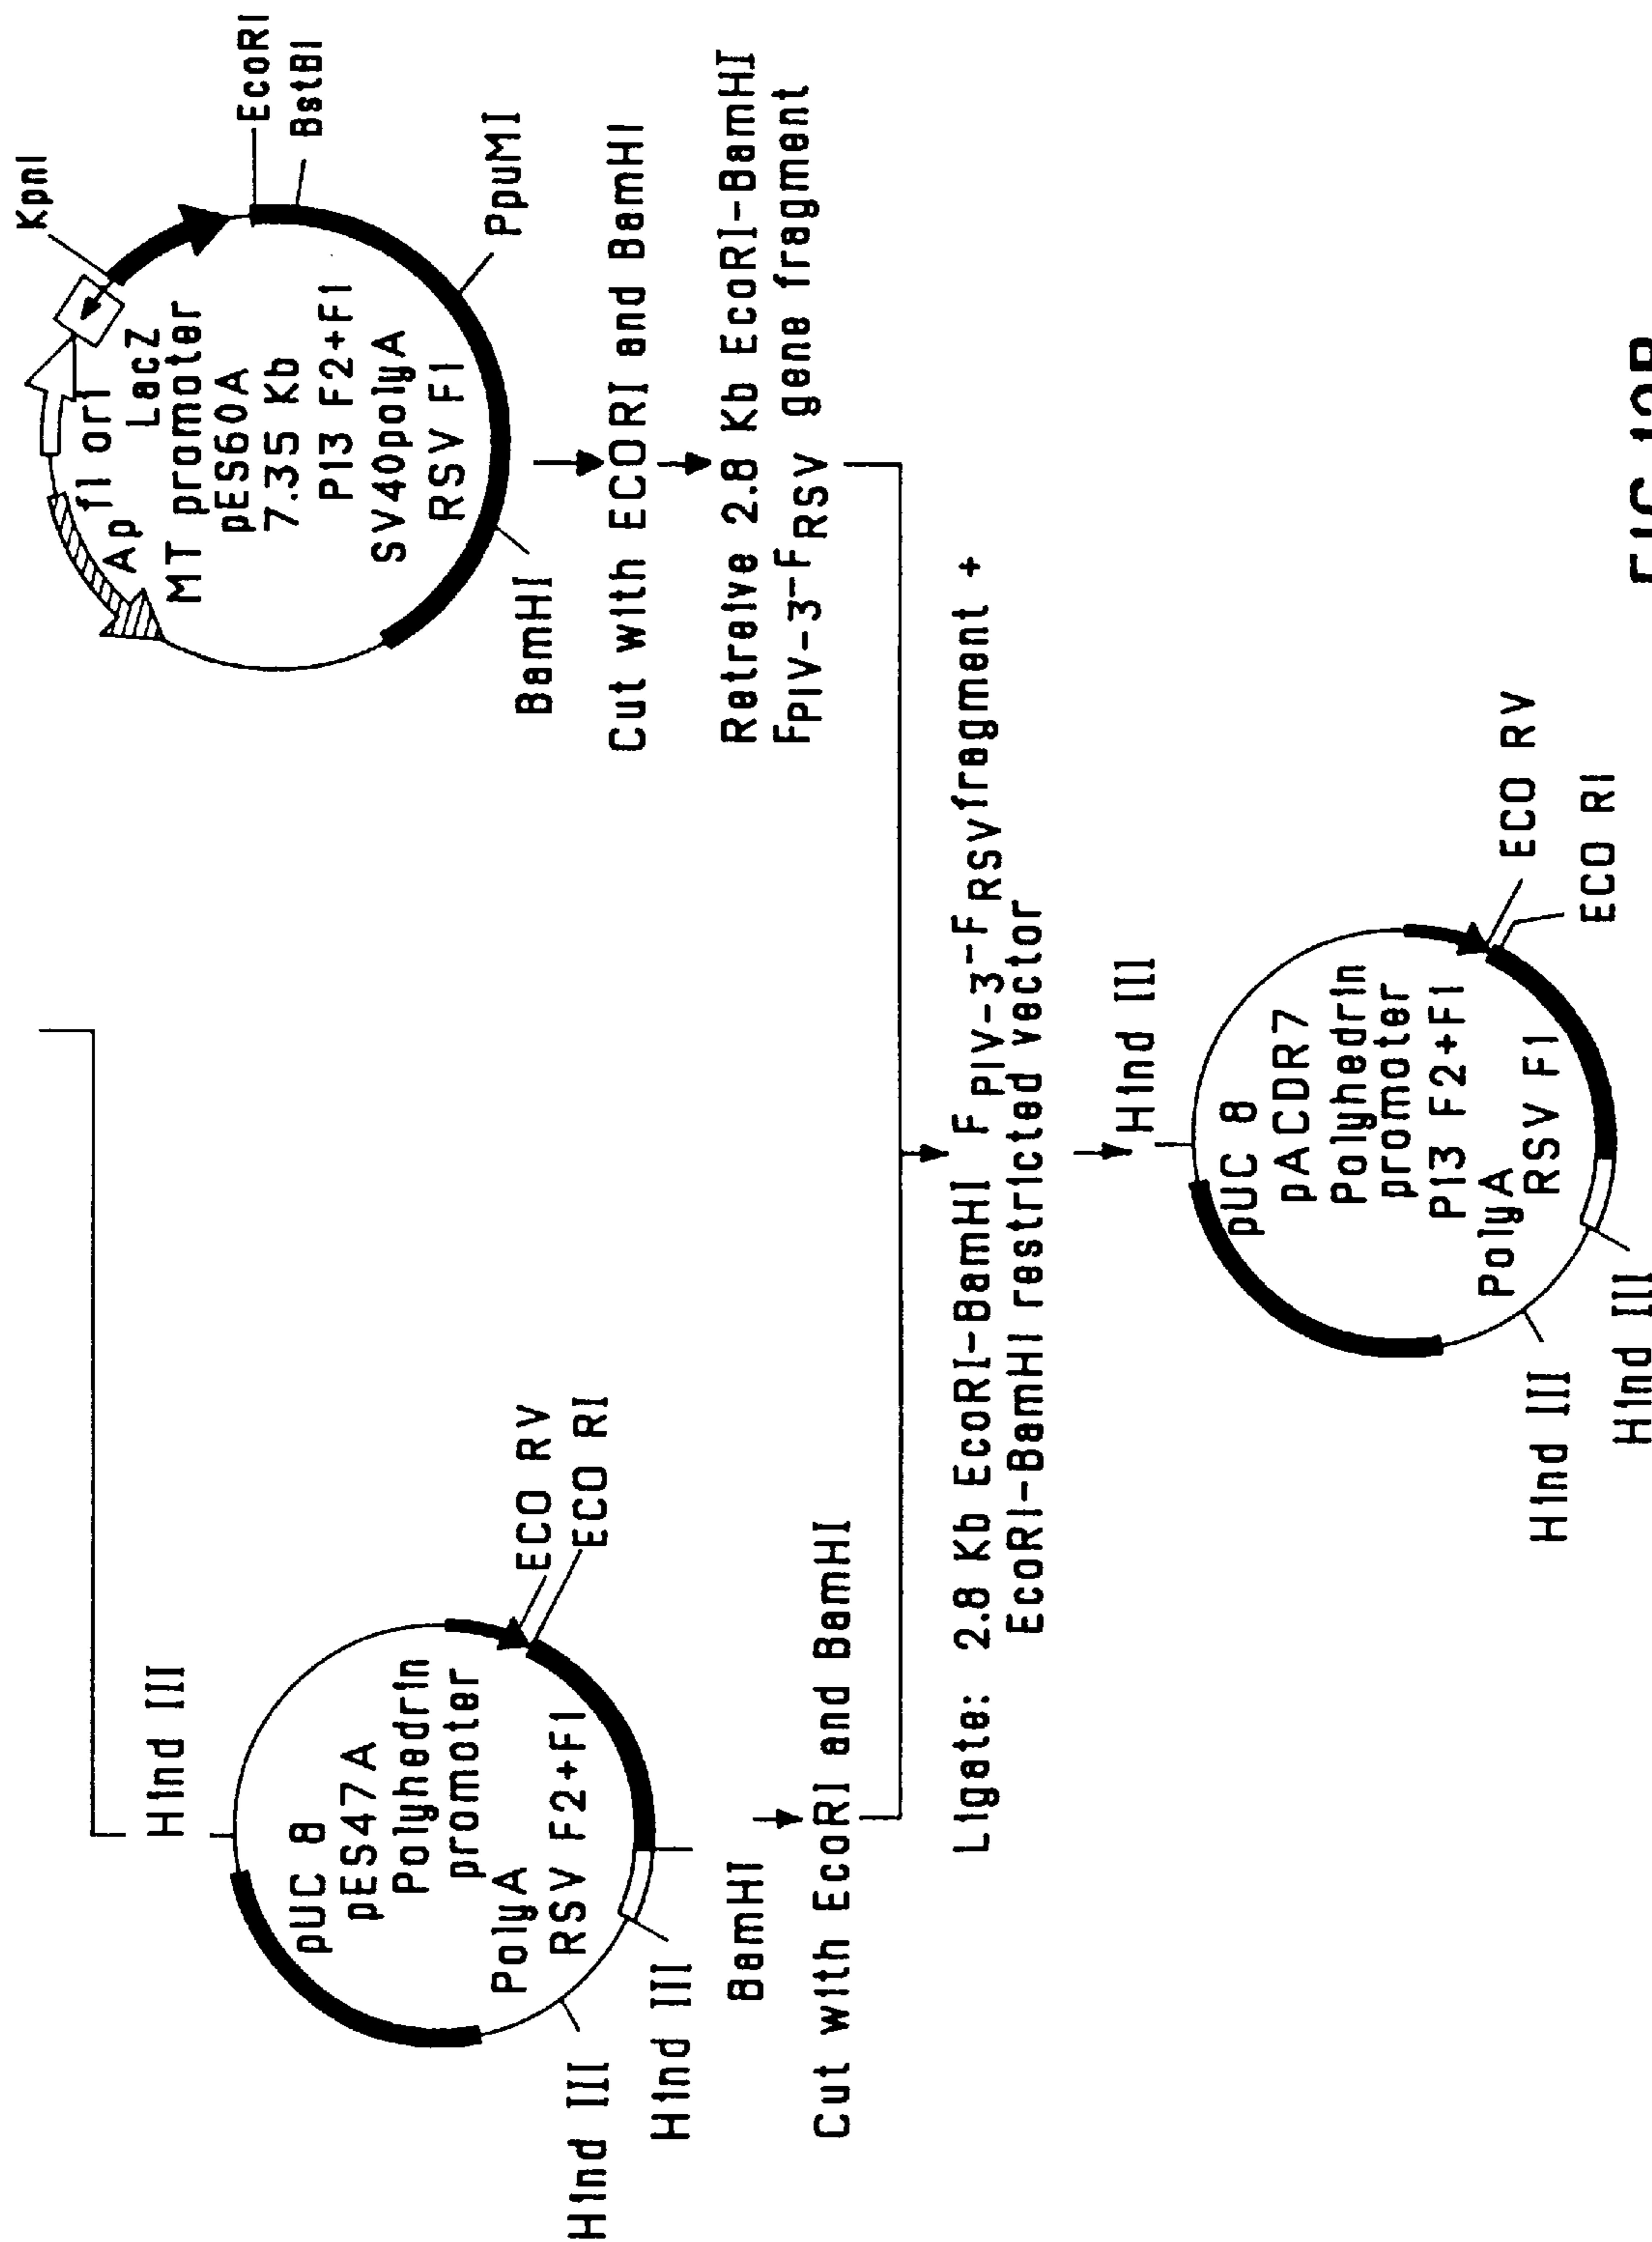 Hind III
pUC 8
pES47A
Polyhedrin
promoter
PolyA
RSV F2+F1
ECO RV
ECO RI
Hind III
Hind III
BamHI
Cut with EcoRI and BamHI
KpnI
Ap
f1 ori
LacZ
MT promoter
pES60A
7.35 Kb
PI3 F2+F1
SV40polyA
RSV F1
EcoRI
BstBI
PpuMI
BamHI
Cut with ECORI and BamHI
Retreive 2.8 Kb EcoRI-BamHI
FPIV-3-FRSV gene fragment
Ligate: 2.8 Kb EcoRI-BamHI F PIV-3-FRSV fragment +
EcoRI-BamHI restricted vector
Hind III
pUC 8
pACDR7
Polyhedrin
promoter
PI3 F2+F1
PolyA
RSV F1
ECO RV
ECO RI
Hind III
Hind III